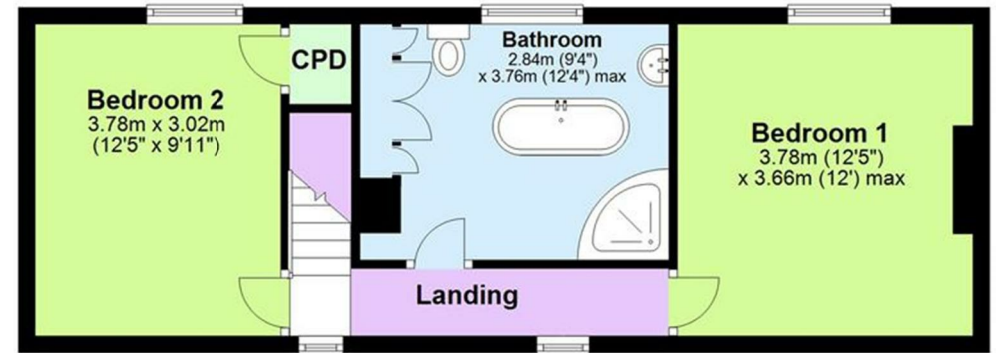 Bedroom 2
3.78m x 3.02m
(12'5" x 9'11")
CPD
Bathroom
2.84m (9'4")
x 3.76m (12'4") max
Bedroom 1
3.78m (12'5")
x 3.66m (12') max
Landing